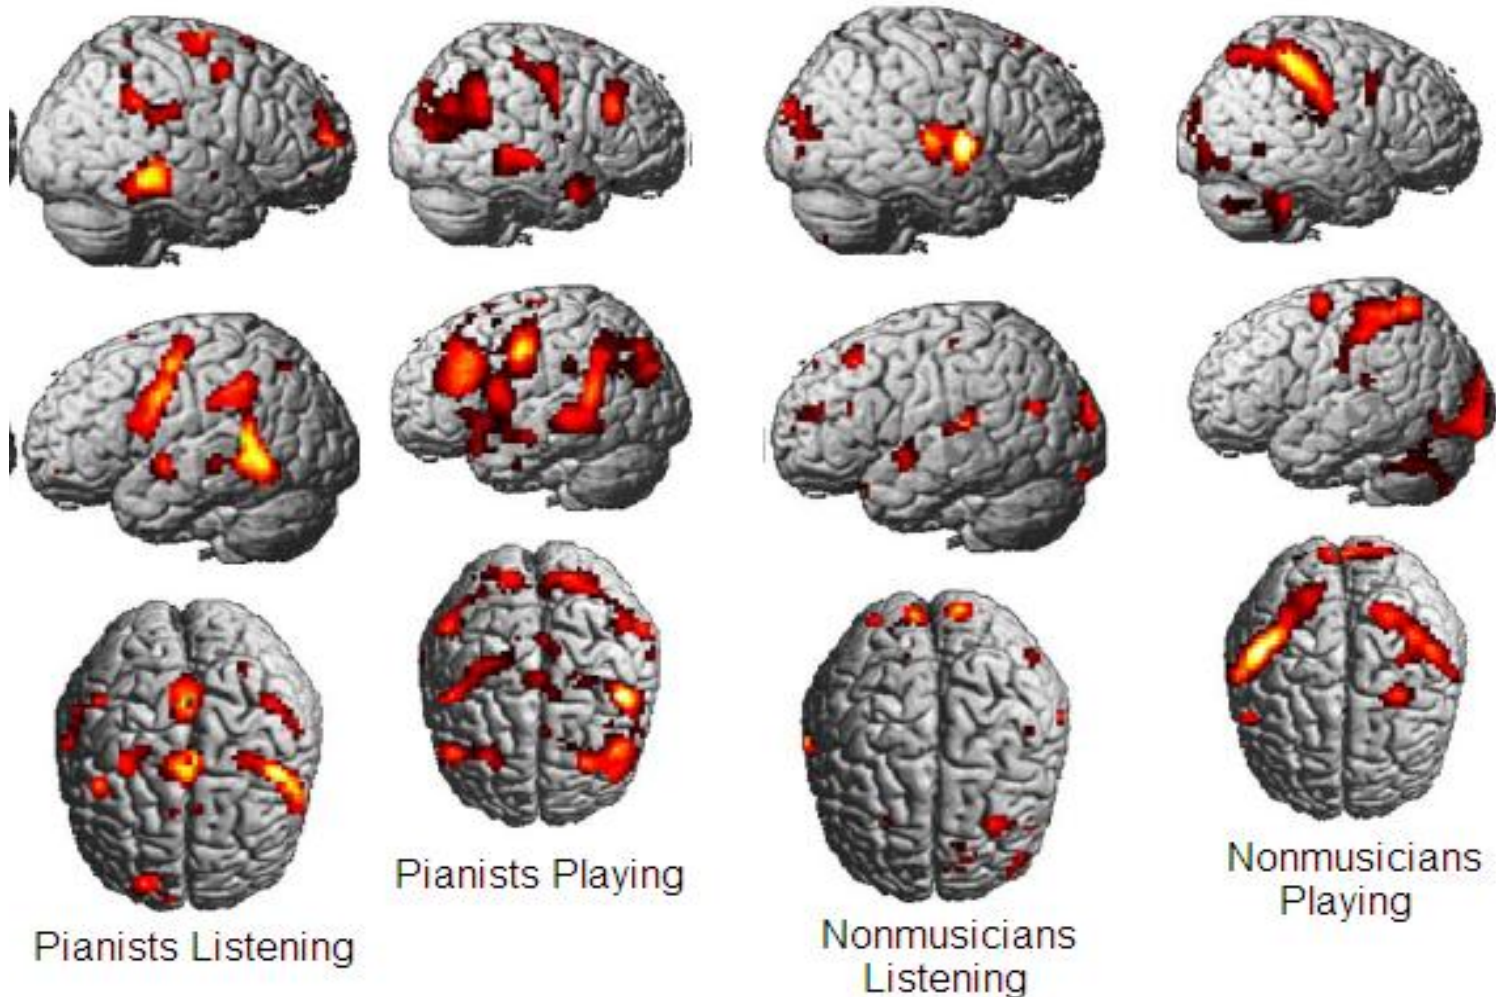 Pianists Listening
Pianists Playing
Nonmusicians
Listening
Nonmusicians
Playing